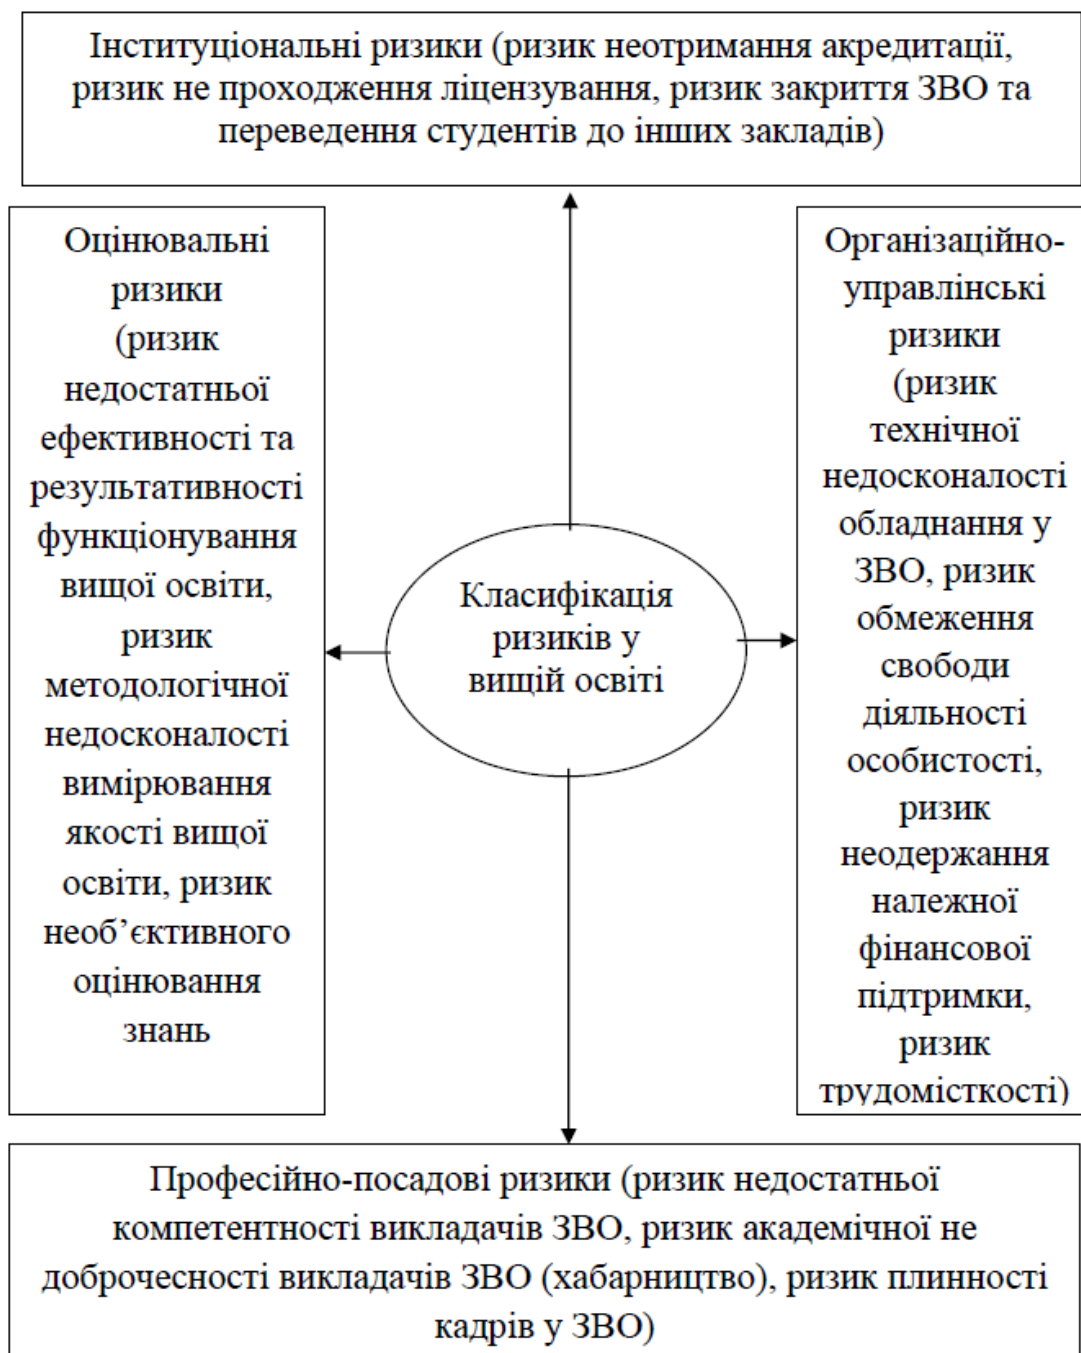 Інституціональні ризики (ризик неотримання акредитації,
ризик не проходження ліцензування, ризик закриття ЗВО та
переведення студентів до інших закладів)
Оцінювальні
ризики
(ризик
недостатньої
ефективності та
результативності
функціонування
вищої освіти,
ризик
методологічної
недосконалості
вимірювання
якості вищої
освіти, ризик
необ’єктивного
оцінювання
знань
Класифікація
ризиків у
вищій освіті
Організаційно-
управлінські
ризики
(ризик
технічної
недосконалості
обладнання у
ЗВО, ризик
обмеження
свободи
діяльності
особистості,
ризик
неодержання
належної
фінансової
підтримки,
ризик
трудомісткості)
Професійно-посадові ризики (ризик недостатньої
компетентності викладачів ЗВО, ризик академічної не
доброчесності викладачів ЗВО (хабарництво), ризик плинності
кадрів у ЗВО)